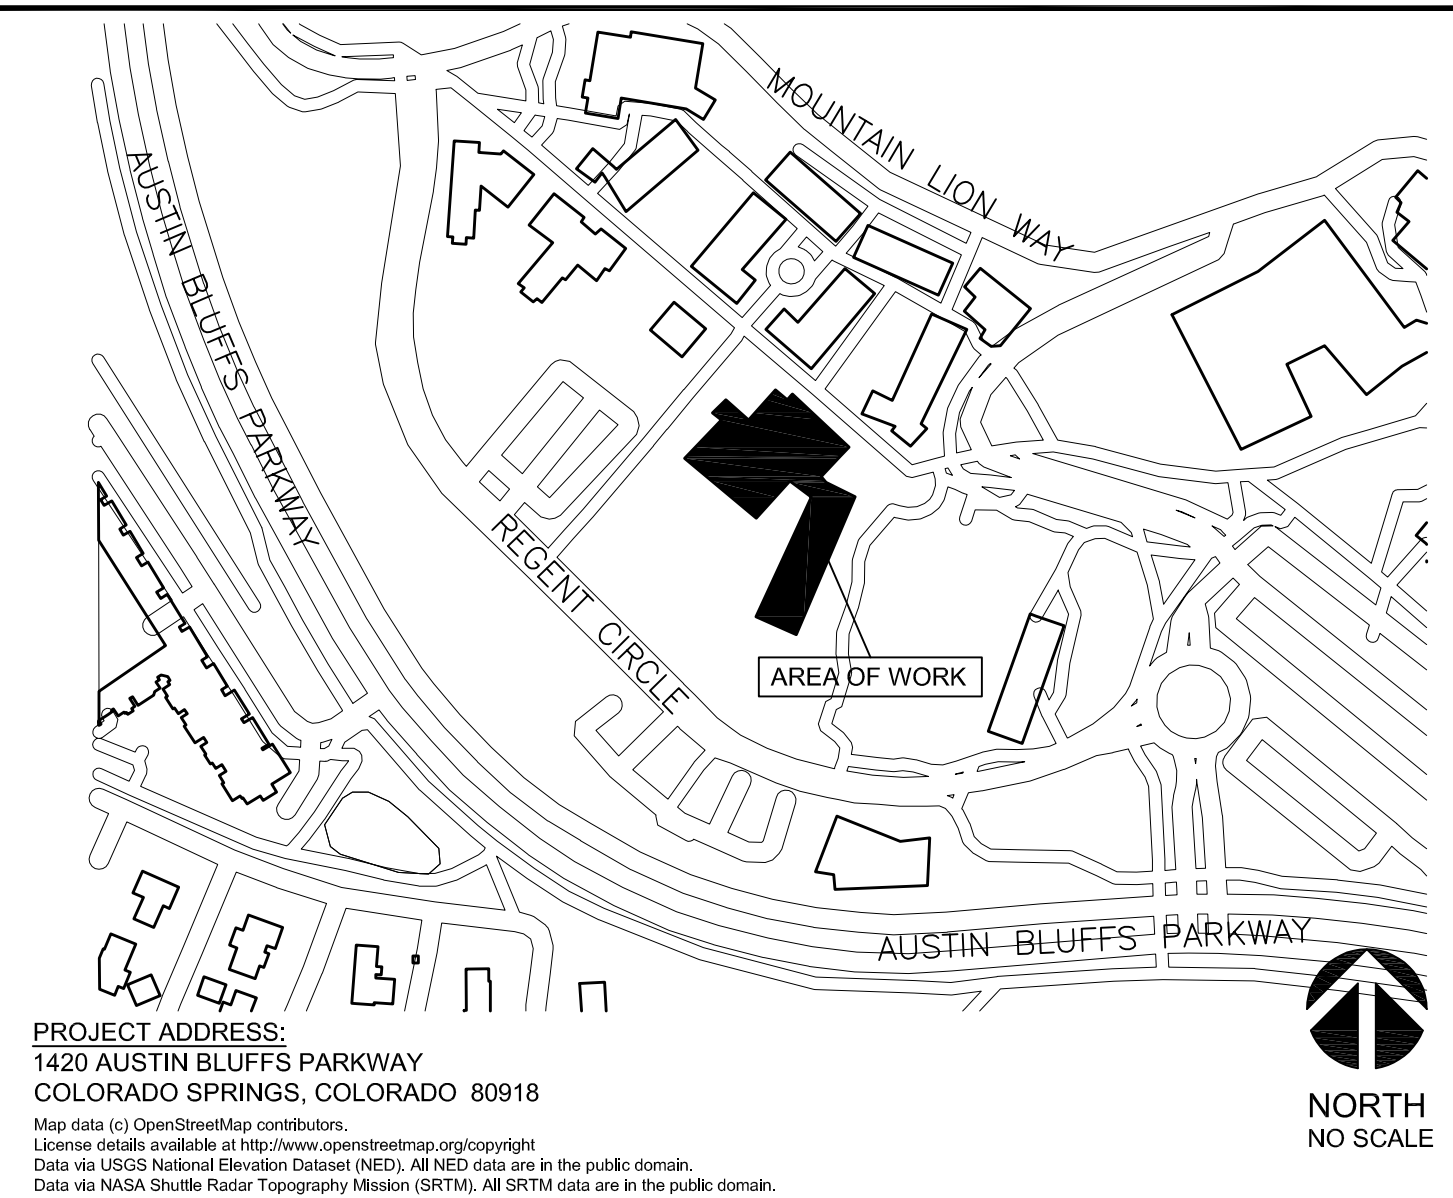 MOUNTAIN LION WAY
AUSTIN BLUFFS PARKWAY
REGENT CIRCLE
AREA OF WORK
AUSTIN BLUFFS PARKWAY
PROJECT ADDRESS:
1420 AUSTIN BLUFFS PARKWAY
COLORADO SPRINGS, COLORADO 80918
Map data (c) OpenStreetMap contributors.
License details available at http://www.openstreetmap.org/copyright
Data via USGS National Elevation Dataset (NED). All NED data are in the public domain.
Data via NASA Shuttle Radar Topography Mission (SRTM). All SRTM data are in the public domain.
NORTH
NO SCALE